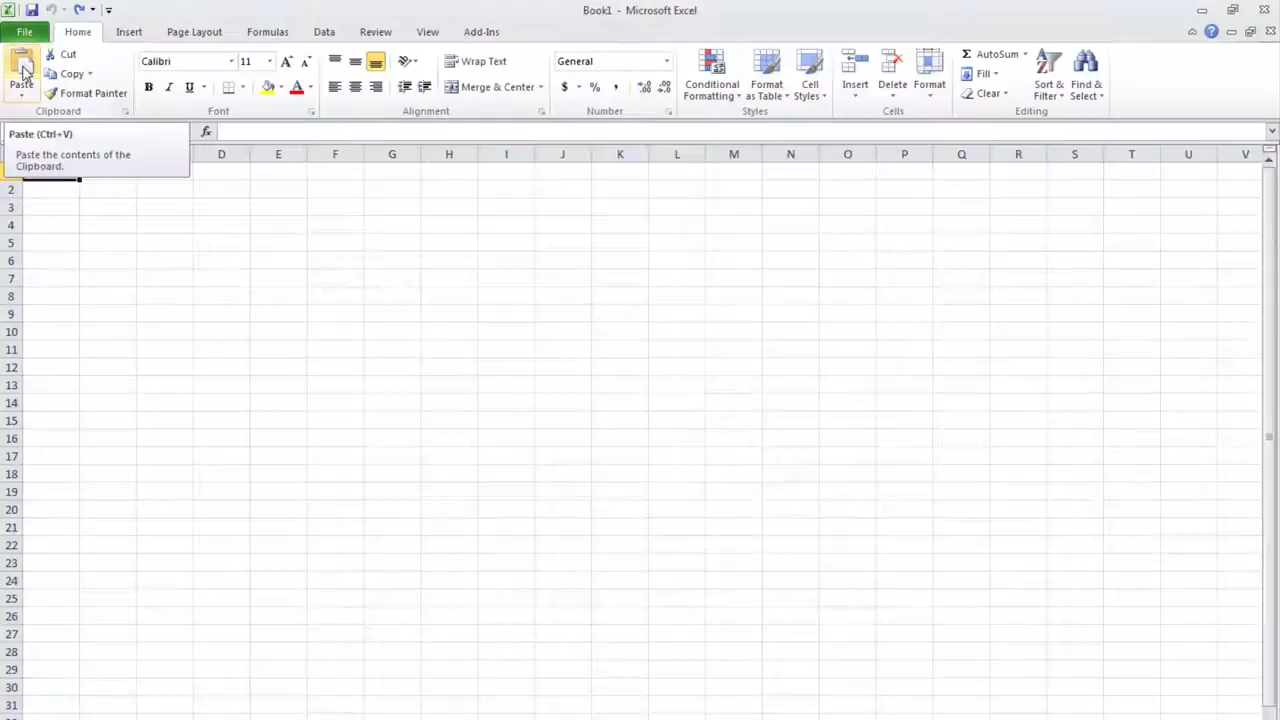 Book1 - Microsoft Excel
File Home Insert Page Layout Formulas Data Review View Add-Ins
Paste
Cut
Copy
Format Painter
Clipboard
Calibri 11
B I U
Font
Wrap Text
Merge & Center
Alignment
General
$ % ,
Number
Conditional Formatting
Format as Table
Cell Styles
Styles
Insert Delete Format
Cells
AutoSum
Fill
Clear
Sort & Filter
Find & Select
Editing
Paste (Ctrl+V)
Paste the contents of the
Clipboard.
fx
D E F G H I J K L M N O P Q R S T U V
2
3
4
5
6
7
8
9
10
11
12
13
14
15
16
17
18
19
20
21
22
23
24
25
26
27
28
29
30
31